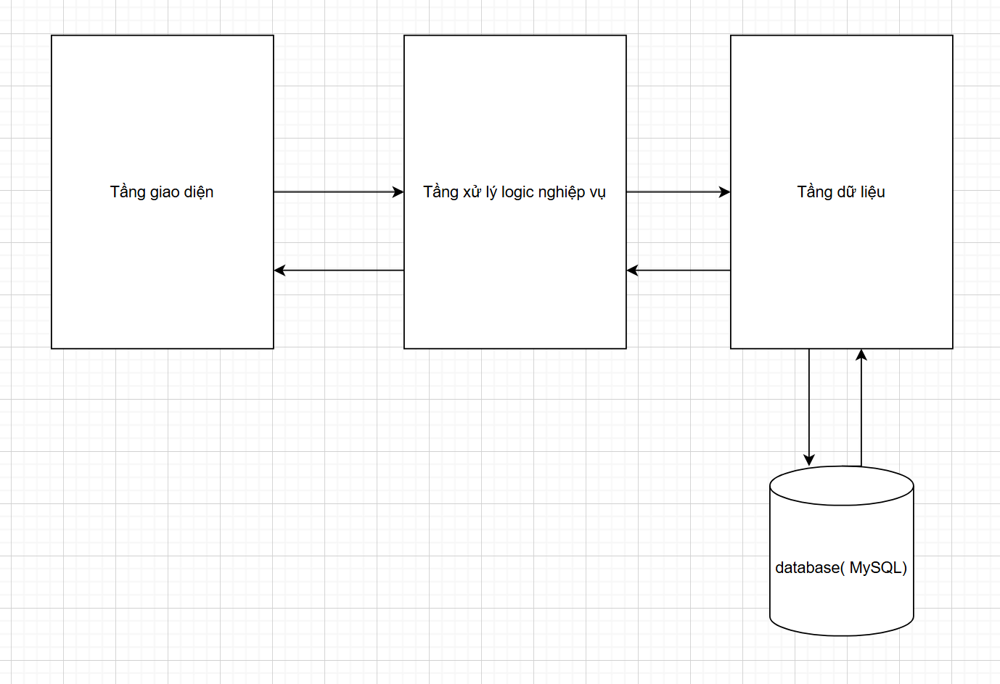 Tầng giao diện
Tầng xử lý logic nghiệp vụ
Tầng dữ liệu
database( MySQL)